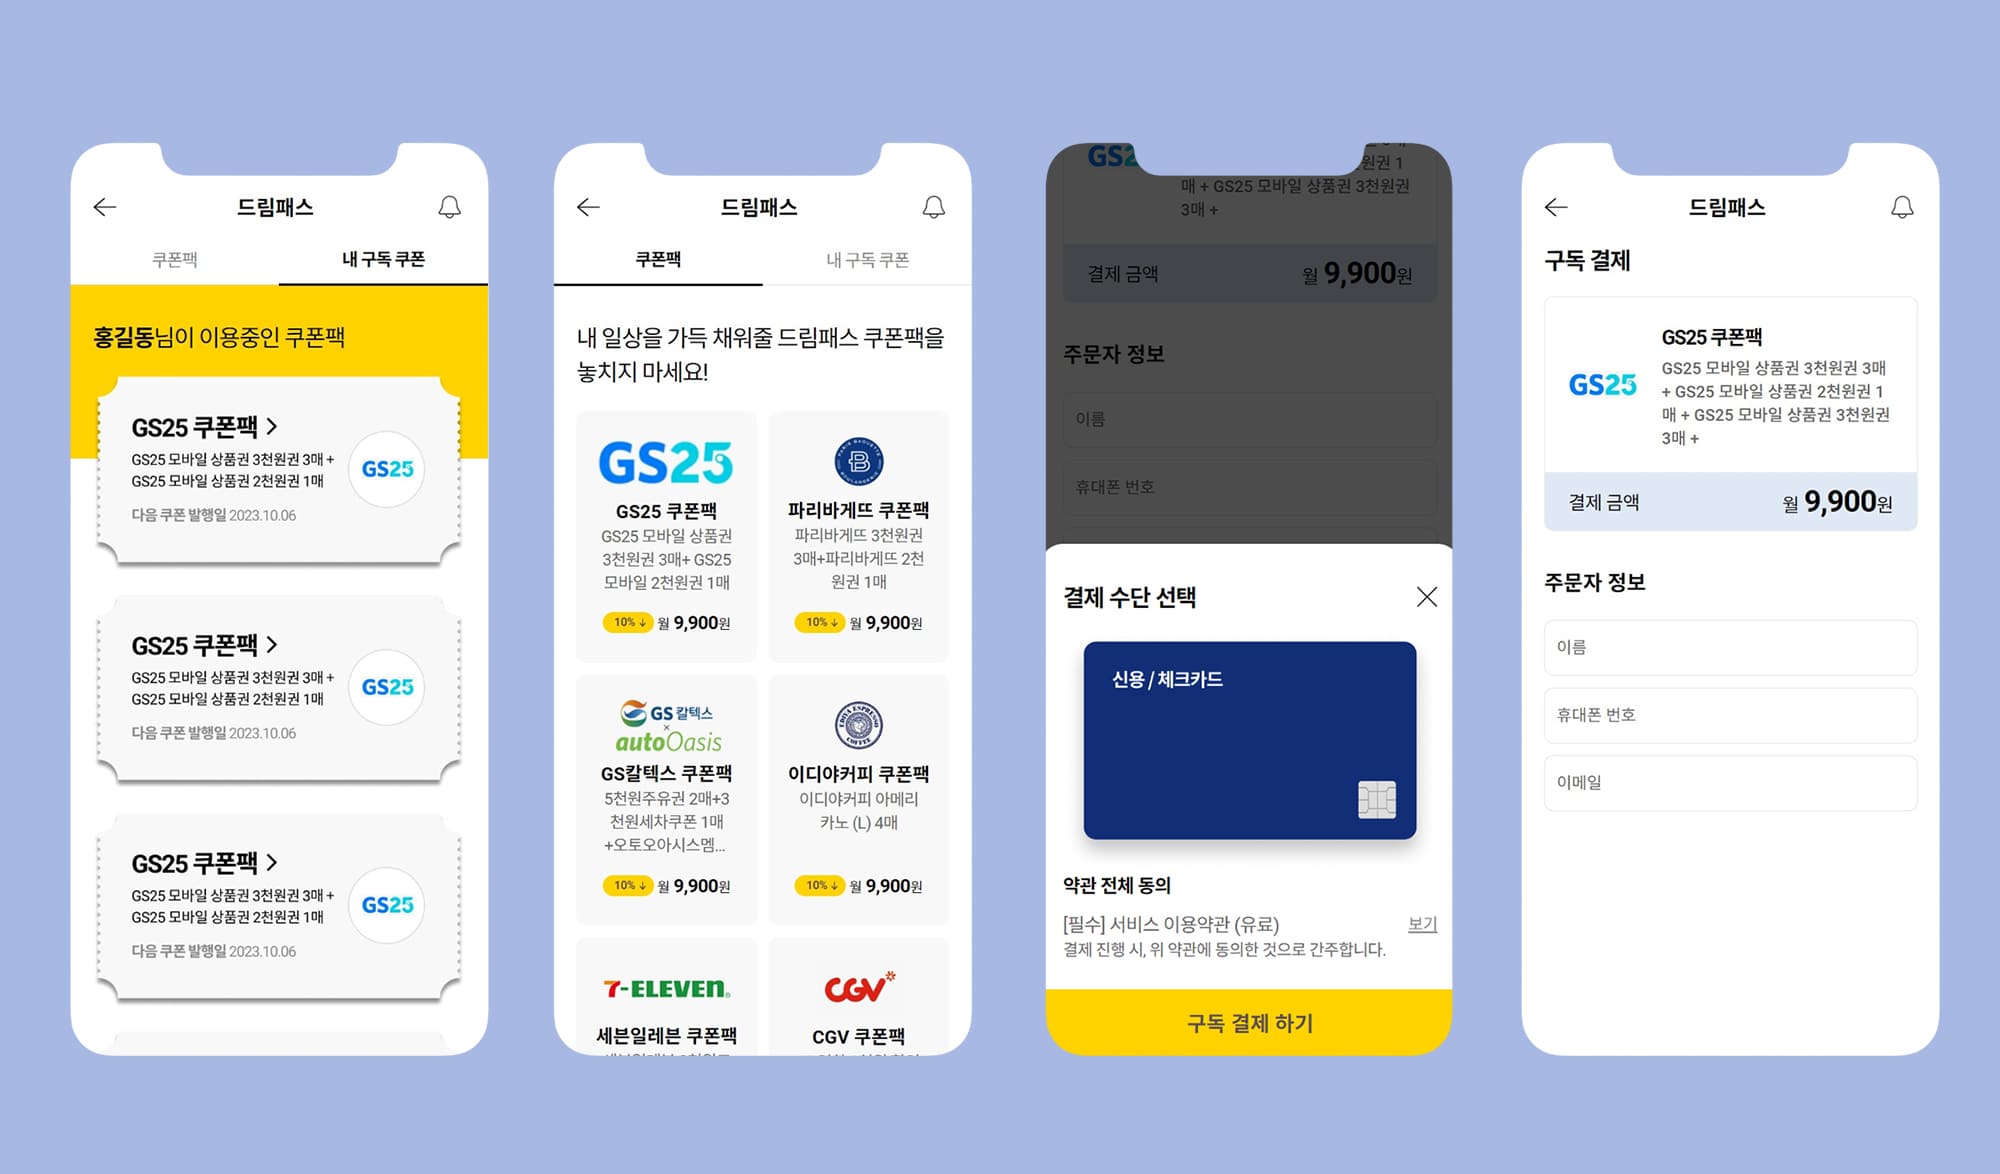 드림패스
쿠폰팩
내 구독 쿠폰
홍길동님이 이용중인 쿠폰팩
GS25 쿠폰팩
GS25 모바일 상품권 3천원권 3매 +
GS25 모바일 상품권 2천원권 1매
다음 쿠폰 발행일 2023.10.06
GS25
GS25 쿠폰팩
GS25 모바일 상품권 3천원권 3매 +
GS25 모바일 상품권 2천원권 1매
다음 쿠폰 발행일 2023.10.06
GS25
GS25 쿠폰팩
GS25 모바일 상품권 3천원권 3매 +
GS25 모바일 상품권 2천원권 1매
다음 쿠폰 발행일 2023.10.06
GS25
드림패스
쿠폰팩
내 구독 쿠폰
내 일상을 가득 채워줄 드림패스 쿠폰팩을
놓치지 마세요!
GS25
GS25 쿠폰팩
GS25 모바일 상품권
3천원권 3매+ GS25
모바일 2천원권 1매
10% ↓ 월 9,900원
파리바게뜨 쿠폰팩
파리바게뜨 3천원권
3매+파리바게뜨 2천
원권 1매
10% ↓ 월 9,900원
GS칼텍스
×
autoOasis
GS칼텍스 쿠폰팩
5천원주유권 2매+3
천원세차쿠폰 1매
+오토오아시스멤...
10% ↓ 월 9,900원
EDIYA ESPRESSO
COFFEE
이디야커피 쿠폰팩
이디야커피 아메리
카노 (L) 4매
10% ↓ 월 9,900원
7-ELEVEN
세븐일레븐 쿠폰팩
CGV
CGV 쿠폰팩
원권 1
매 + GS25 모바일 상품권 3천원권
3매 +
결제 금액
월 9,900원
주문자 정보
이름
휴대폰 번호
결제 수단 선택
신용 / 체크카드
약관 전체 동의
[필수] 서비스 이용약관 (유료)
보기
결제 진행 시, 위 약관에 동의한 것으로 간주합니다.
구독 결제 하기
드림패스
구독 결제
GS25
GS25 쿠폰팩
GS25 모바일 상품권 3천원권 3매
+ GS25 모바일 상품권 2천원권 1
매 + GS25 모바일 상품권 3천원권
3매 +
결제 금액
월 9,900원
주문자 정보
이름
휴대폰 번호
이메일